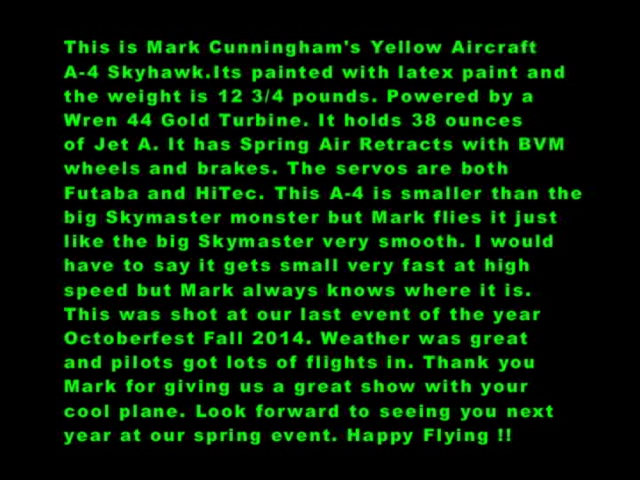 This is Mark Cunningham's Yellow Aircraft
A-4 Skyhawk.Its painted with latex paint and
the weight is 12 3/4 pounds. Powered by a
Wren 44 Gold Turbine. It holds 38 ounces
of Jet A. It has Spring Air Retracts with BVM
wheels and brakes. The servos are both
Futaba and HiTec. This A-4 is smaller than the
big Skymaster monster but Mark flies it just
like the big Skymaster very smooth. I would
have to say it gets small very fast at high
speed but Mark always knows where it is.
This was shot at our last event of the year
Octoberfest Fall 2014. Weather was great
and pilots got lots of flights in. Thank you
Mark for giving us a great show with your
cool plane. Look forward to seeing you next
year at our spring event. Happy Flying !!